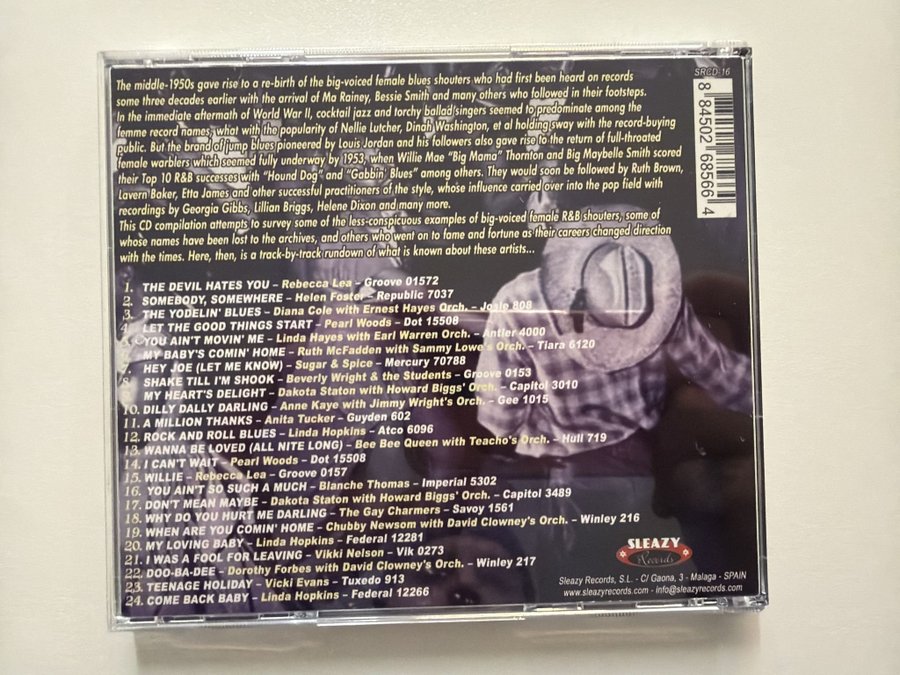 The middle-1950s gave rise to a re-birth of the big-voiced female blues shouters who had first been heard on records
some three decades earlier with the arrival of Ma Rainey, Bessie Smith and many others who followed in their footsteps.
In the immediate aftermath of World War II, cocktail jazz and torchy ballad singers seemed to predominate among the
femme record names, what with the popularity of Nellie Lutcher, Dinah Washington, et al holding sway with the record-buying
public. But the brand of jump blues pioneered by Louis Jordan and his followers also gave rise to the return of full-throated
female warblers which seemed fully underway by 1953, when Willie Mae "Big Mama" Thornton and Big Maybelle Smith scored
their Top 10 R&B successes with "Hound Dog" and "Gabbin' Blues" among others. They would soon be followed by Ruth Brown,
Lavern Baker, Etta James and other successful practitioners of the style, whose influence carried over into the pop field with
recordings by Georgia Gibbs, Lillian Briggs, Helene Dixon and many more.
This CD compilation attempts to survey some of the less-conspicuous examples of big-voiced female R&B shouters, some of
whose names have been lost to the archives, and others who went on to fame and fortune as their careers changed direction
with the times. Here, then, is a track-by-track rundown of what is known about these artists...
SRCD-16
8 84502 68566 4
1. THE DEVIL HATES YOU – Rebecca Lea – Groove 01572
2. SOMEBODY, SOMEWHERE – Helen Foster – Republic 7037
3. THE YODELIN' BLUES – Diana Cole with Ernest Hayes Orch. – Josie 808
4. LET THE GOOD THINGS START – Pearl Woods – Dot 15508
5. YOU AIN'T MOVIN' ME – Linda Hayes with Earl Warren Orch. – Antler 4000
MY BABY'S COMIN' HOME – Ruth McFadden with Sammy Lowe's Orch. – Tiara 6120
7. HEY JOE (LET ME KNOW) – Sugar & Spice – Mercury 70788
8. SHAKE TILL I'M SHOOK – Beverly Wright & the Students – Groove 0153
MY HEART'S DELIGHT – Dakota Staton with Howard Biggs' Orch. – Capitol 3010
10. DILLY DALLY DARLING – Anne Kaye with Jimmy Wright's Orch. – Gee 1015
11. A MILLION THANKS – Anita Tucker – Guyden 602
12. ROCK AND ROLL BLUES – Linda Hopkins – Atco 6096
13. WANNA BE LOVED (ALL NITE LONG) – Bee Bee Queen with Teacho's Orch. – Hull 719
14. I CAN'T WAIT – Pearl Woods – Dot 15508
15. WILLIE – Rebecca Lea – Groove 0157
16. YOU AIN'T SO SUCH A MUCH – Blanche Thomas – Imperial 5302
17. DON'T MEAN MAYBE – Dakota Staton with Howard Biggs' Orch. – Capitol 3489
18. WHY DO YOU HURT ME DARLING – The Gay Charmers – Savoy 1561
19. WHEN ARE YOU COMIN' HOME – Chubby Newsom with David Clowney's Orch. – Winley 216
20. MY LOVING BABY – Linda Hopkins – Federal 12281
21. I WAS A FOOL FOR LEAVING – Vikki Nelson – Vik 0273
22. DOO-BA-DEE – Dorothy Forbes with David Clowney's Orch. – Winley 217
23. TEENAGE HOLIDAY – Vicki Evans – Tuxedo 913
24. COME BACK BABY – Linda Hopkins – Federal 12266
SLEAZY
Records
Sleazy Records, S.L. - C/ Gaona, 3 - Malaga - SPAIN
www.sleazyrecords.com - info@sleazyrecords.com